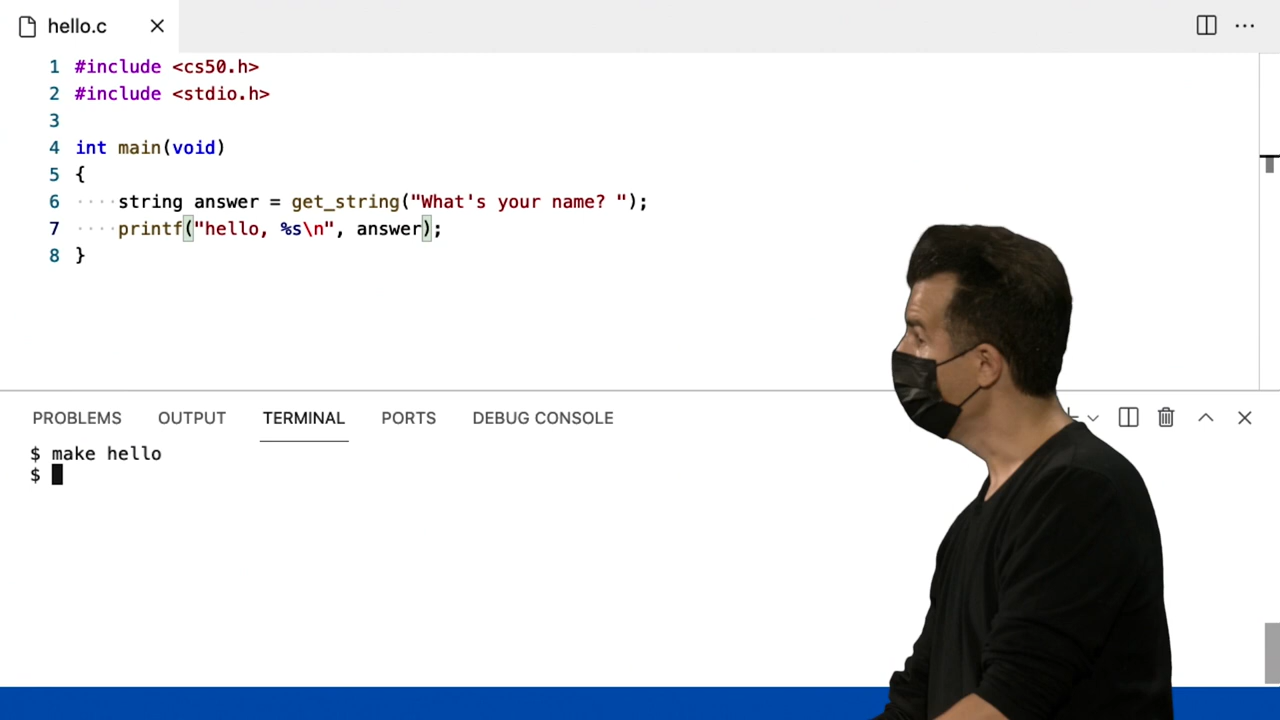 hello.c
1 #include <cs50.h>
2 #include <stdio.h>
3
4 int main(void)
5 {
6 ····string answer = get_string("What's your name? ");
7 ····printf("hello, %s\n", answer);
8 }
PROBLEMS OUTPUT TERMINAL PORTS DEBUG CONSOLE
$ make hello
$